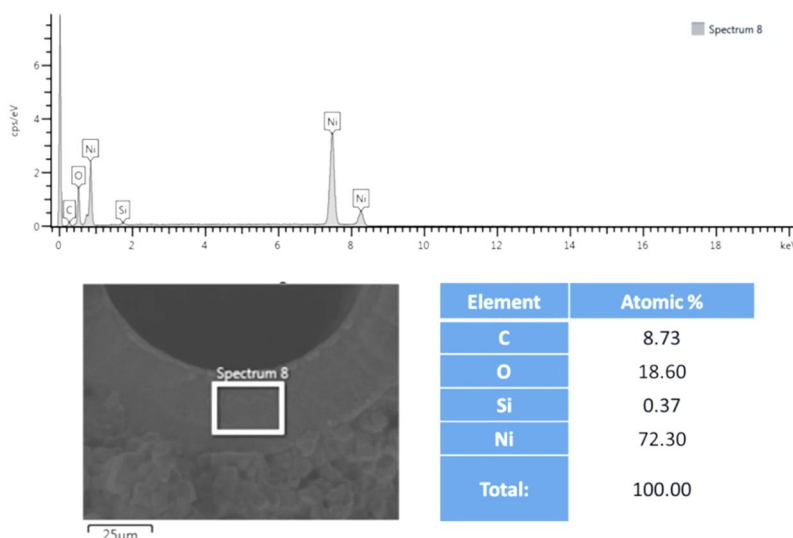 Spectrum 8
cps/eV
6
4
2
0
Ni
Ni
O
Ni
C
Si
0 2 4 6 8 10 12 14 16 18 keV
Spectrum 8
25µm
Element Atomic %
C 8.73
O 18.60
Si 0.37
Ni 72.30
Total: 100.00